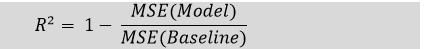 R² = 1 − MSE(Model) / MSE(Baseline)